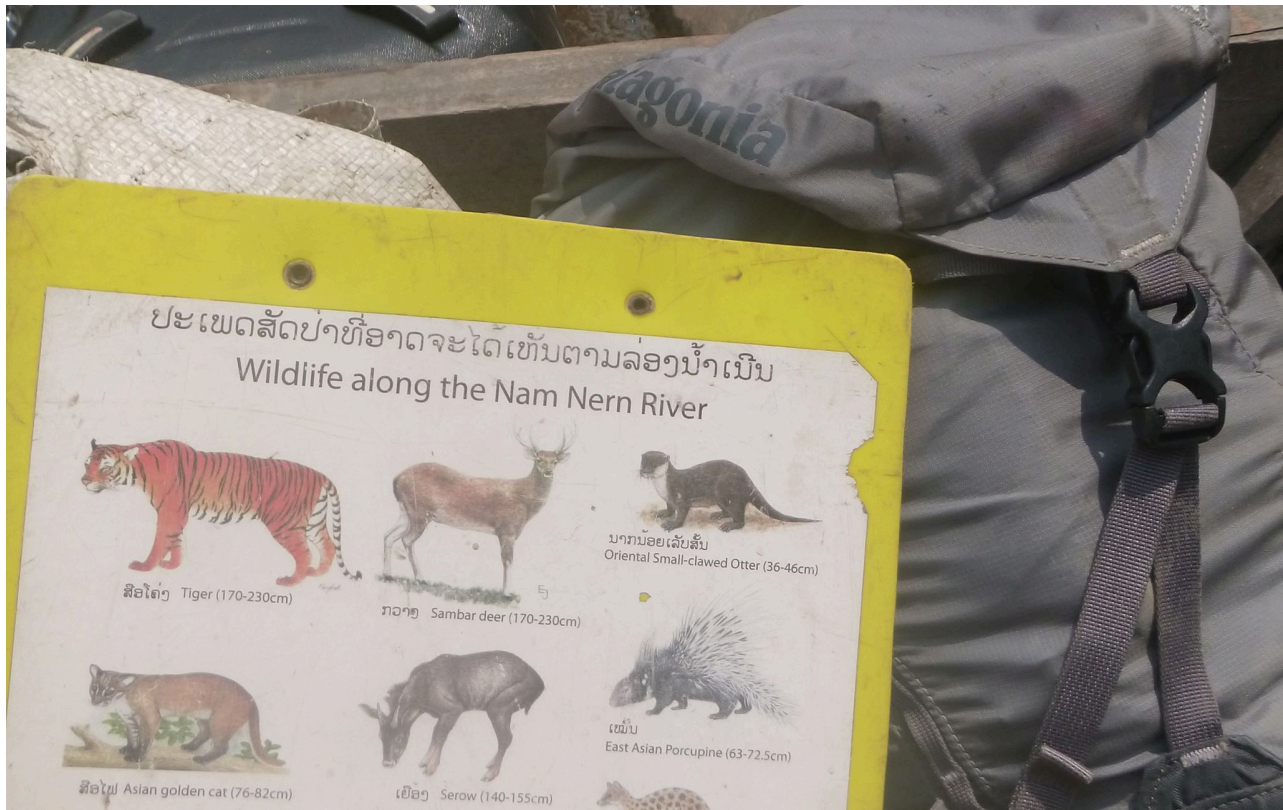 patagonia
ປະເພດສັດປ່າທີ່ອາດຈະໄດ້ເຫັນຕາມລ່ອງນ້ຳເນີນ
Wildlife along the Nam Nern River
ນາກນ້ອຍເລັບສັ້ນ
Oriental Small-clawed Otter (36-46cm)
ເສືອໂຄ່ງ Tiger (170-230cm)
ກວາງ Sambar deer (170-230cm)
ເໝັ້ນ
East Asian Porcupine (63-72.5cm)
ເສືອໄຟ Asian golden cat (76-82cm)
ເຍືອງ Serow (140-155cm)